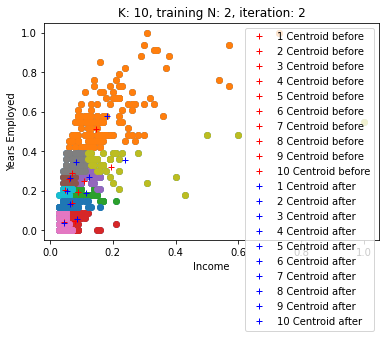 K: 10, training N: 2, iteration: 2
Years Employed
1.0
0.8
0.6
0.4
0.2
0.0
1 Centroid before
2 Centroid before
3 Centroid before
4 Centroid before
5 Centroid before
6 Centroid before
7 Centroid before
8 Centroid before
9 Centroid before
10 Centroid before
1 Centroid after
2 Centroid after
3 Centroid after
4 Centroid after
5 Centroid after
6 Centroid after
7 Centroid after
8 Centroid after
9 Centroid after
10 Centroid after
0.0 0.2 0.4 0.6 0.8 1.0
Income